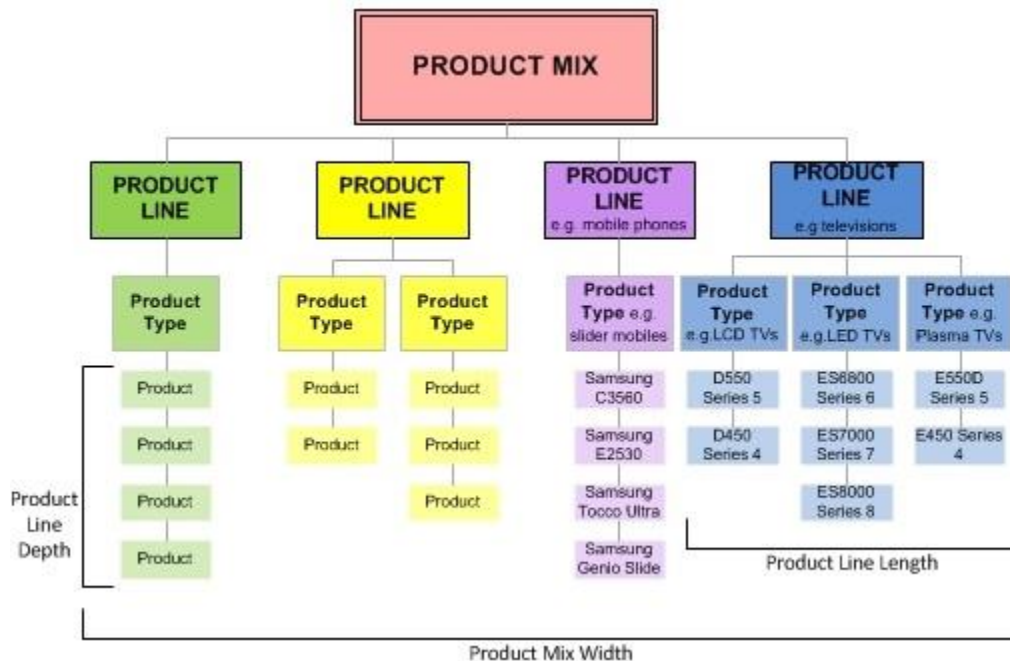 PRODUCT MIX
PRODUCT
LINE
PRODUCT
LINE
PRODUCT
LINE
e.g. mobile phones
PRODUCT
LINE
e.g televisions
Product
Type
Product
Type
Product
Type
Product
Type e.g.
slider mobiles
Product
Type
e.g.LCD TVs
Product
Type
e.g.LED TVs
Product
Type e.g.
Plasma TVs
Product
Product
Product
Product
Product
Product
Product
Product
Product
Samsung
C3560
Samsung
E2530
Samsung
Tocco Ultra
Samsung
Genio Slide
D550
Series 5
D450
Series 4
ES6800
Series 6
ES7000
Series 7
ES8000
Series 8
E550D
Series 5
E450 Series
4
Product
Line
Depth
Product Line Length
Product Mix Width